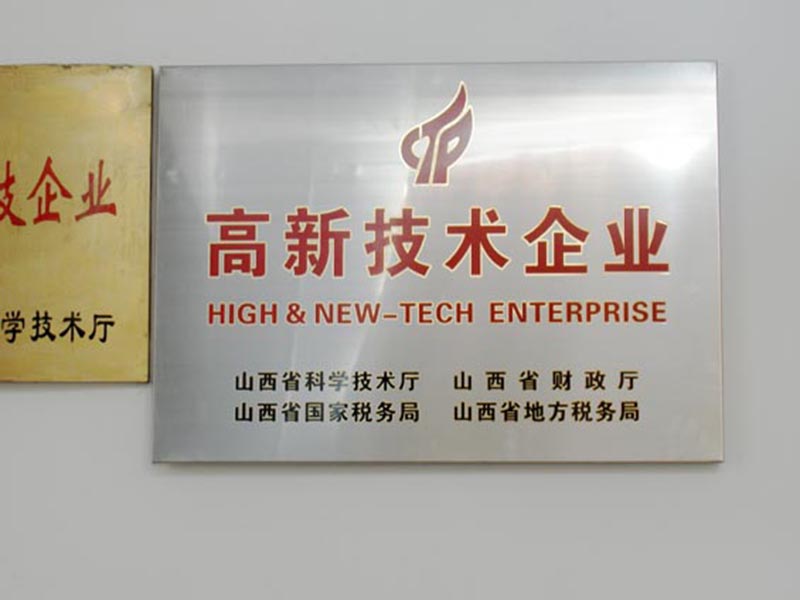 技企业
学技术厅
高新技术企业
HIGH & NEW-TECH ENTERPRISE
山西省科学技术厅 山西省财政厅
山西省国家税务局 山西省地方税务局